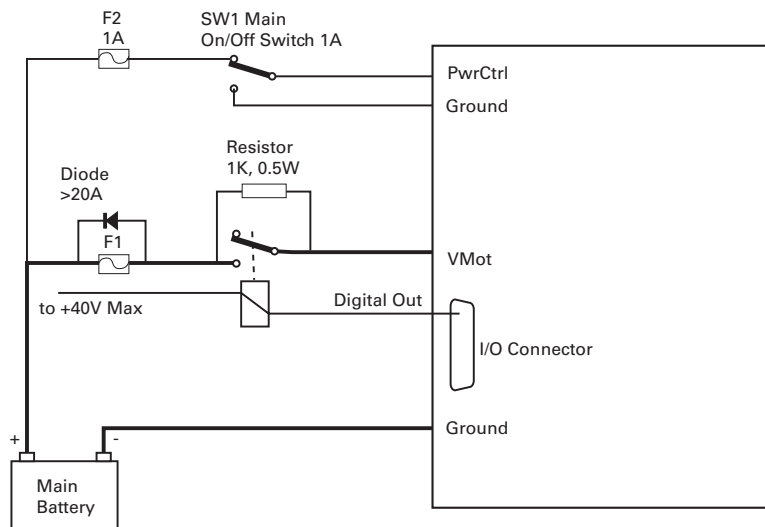 F2
1A
SW1 Main
On/Off Switch 1A
PwrCtrl
Ground
Resistor
1K, 0.5W
Diode
>20A
F1
VMot
to +40V Max
Digital Out
I/O Connector
Ground
+
-
Main
Battery